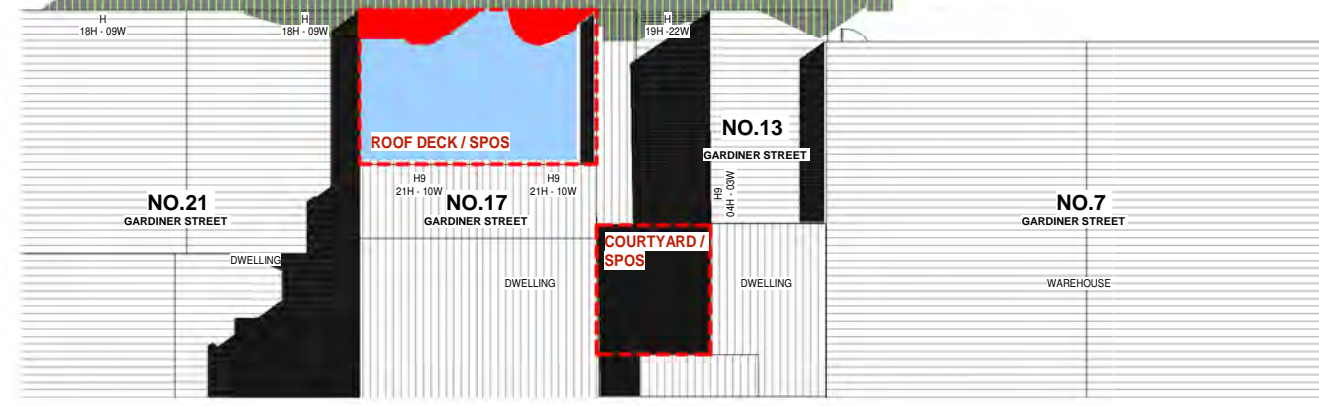 H
18H - 09W
H
18H - 09W
H
19H -22W
ROOF DECK / SPOS
NO.13
GARDINER STREET
H9
04H - 03W
H9
21H - 10W
H9
21H - 10W
NO.21
GARDINER STREET
NO.17
GARDINER STREET
NO.7
GARDINER STREET
COURTYARD /
SPOS
DWELLING
DWELLING
DWELLING
WAREHOUSE